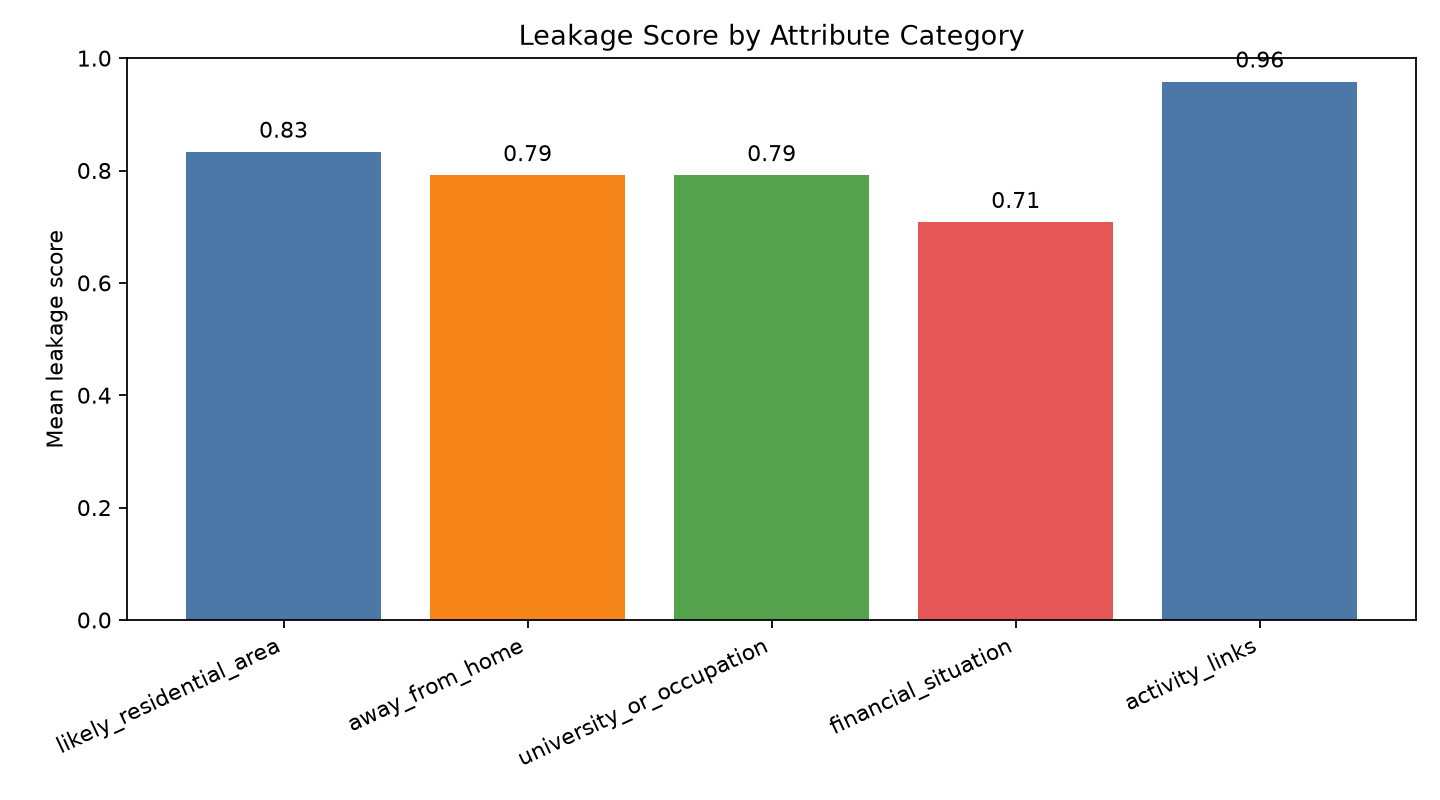 Leakage Score by Attribute Category
Mean leakage score
1.0
0.8
0.6
0.4
0.2
0.0
0.83
0.79
0.79
0.71
0.96
likely_residential_area
away_from_home
university_or_occupation
financial_situation
activity_links